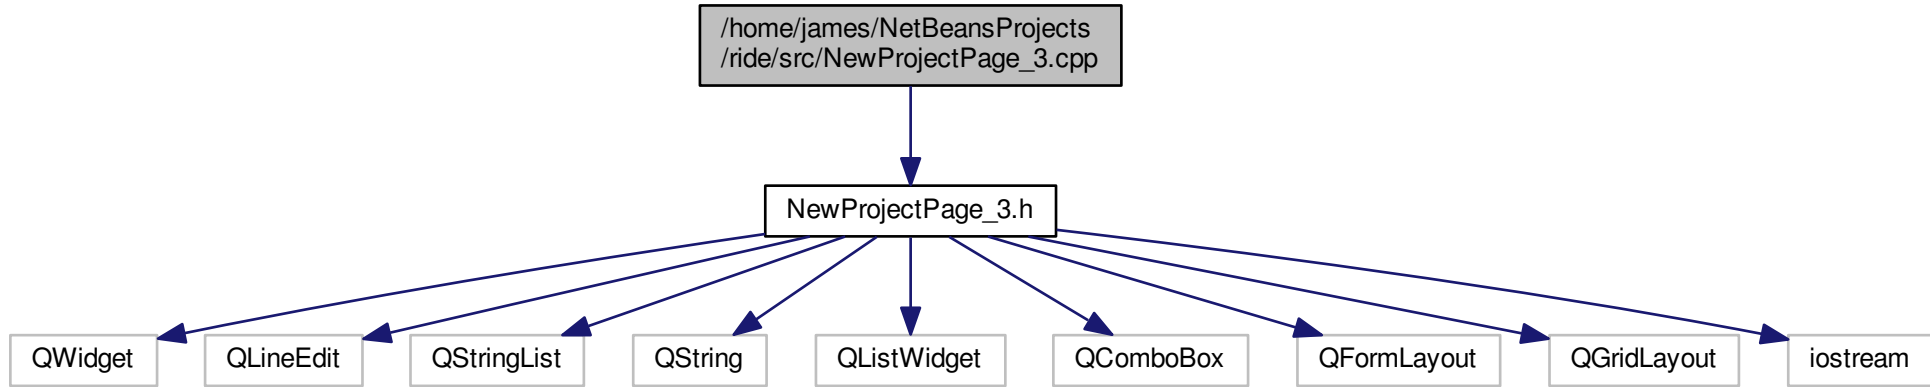 /home/james/NetBeansProjects
/ride/src/NewProjectPage_3.cpp
NewProjectPage_3.h
QWidget
QLineEdit
QStringList
QString
QListWidget
QComboBox
QFormLayout
QGridLayout
iostream